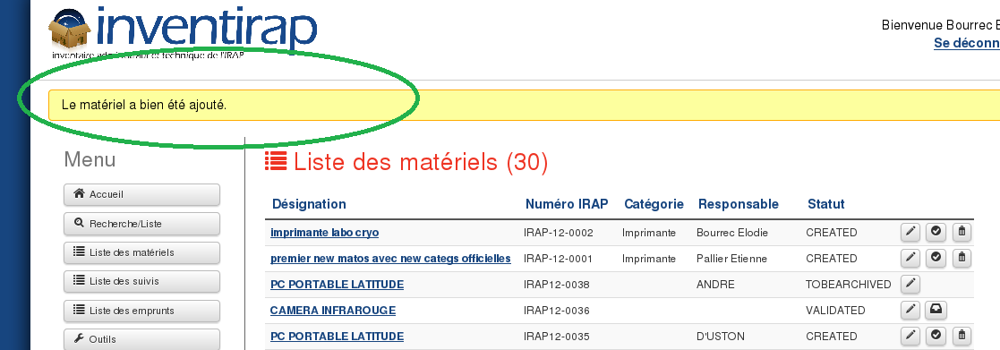 inventirap
inventaire administratif et technique de l'IRAP
Bienvenue Bourrec E
Se déconn
Le matériel a bien été ajouté.
Menu
Accueil
Recherche/Liste
Liste des matériels
Liste des suivis
Liste des emprunts
Outils
Liste des matériels (30)
Désignation Numéro IRAP Catégorie Responsable Statut
imprimante labo cryo IRAP-12-0002 Imprimante Bourrec Elodie CREATED
premier new matos avec new categs officielles IRAP-12-0001 Imprimante Pallier Etienne CREATED
PC PORTABLE LATITUDE IRAP12-0038 ANDRE TOBEARCHIVED
CAMERA INFRAROUGE IRAP12-0036 VALIDATED
PC PORTABLE LATITUDE IRAP12-0035 D'USTON CREATED